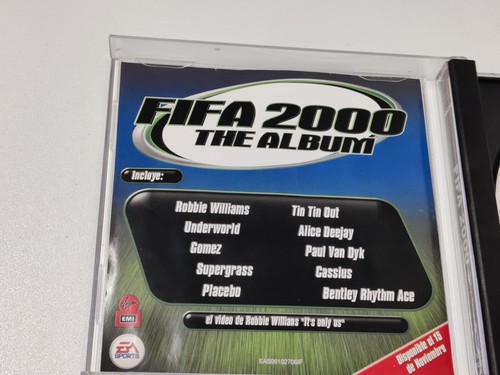 FIFA 2000
THE ALBUM
Incluye:
Robbie Williams Tin Tin Out
Underworld Alice Deejay
Gomez Paul Van Dyk
Supergrass Cassius
Placebo Bentley Rhythm Ace
el video de Robbie Willians "It's only us"
EMI
EA
SPORTS
Disponible el 15
de Noviembre
FIFA 2000